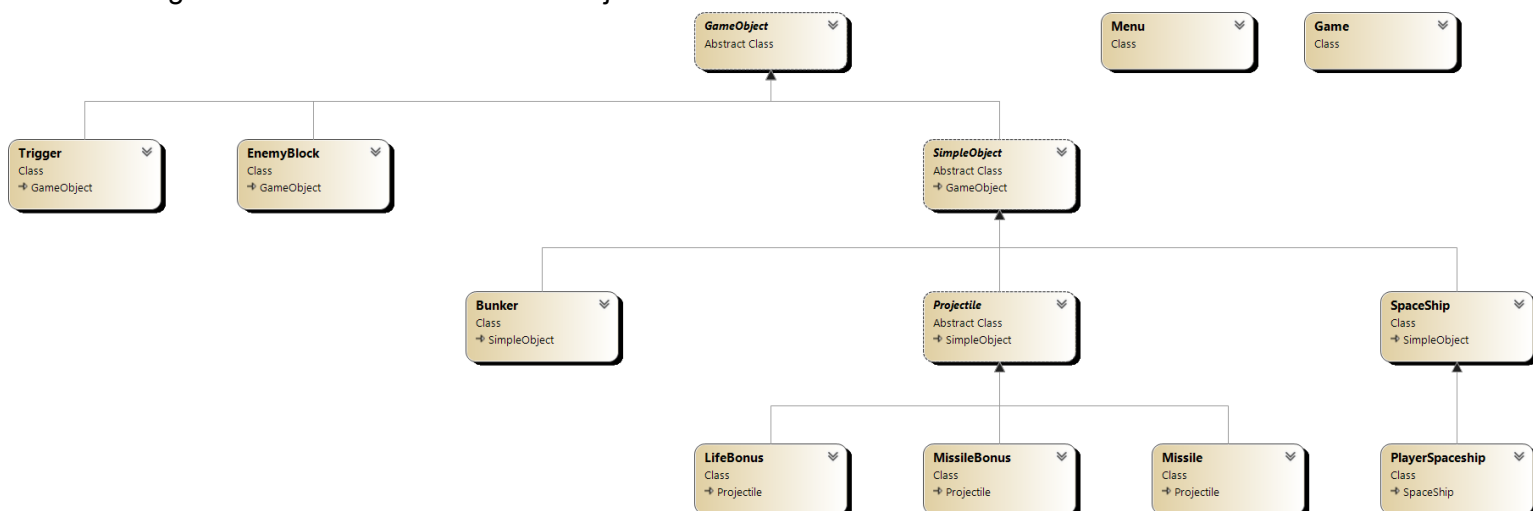 GameObject
Abstract Class
Menu
Class
Game
Class
Trigger
Class
GameObject
EnemyBlock
Class
GameObject
SimpleObject
Abstract Class
GameObject
Bunker
Class
SimpleObject
Projectile
Abstract Class
SimpleObject
SpaceShip
Class
SimpleObject
LifeBonus
Class
Projectile
MissileBonus
Class
Projectile
Missile
Class
Projectile
PlayerSpaceship
Class
SpaceShip